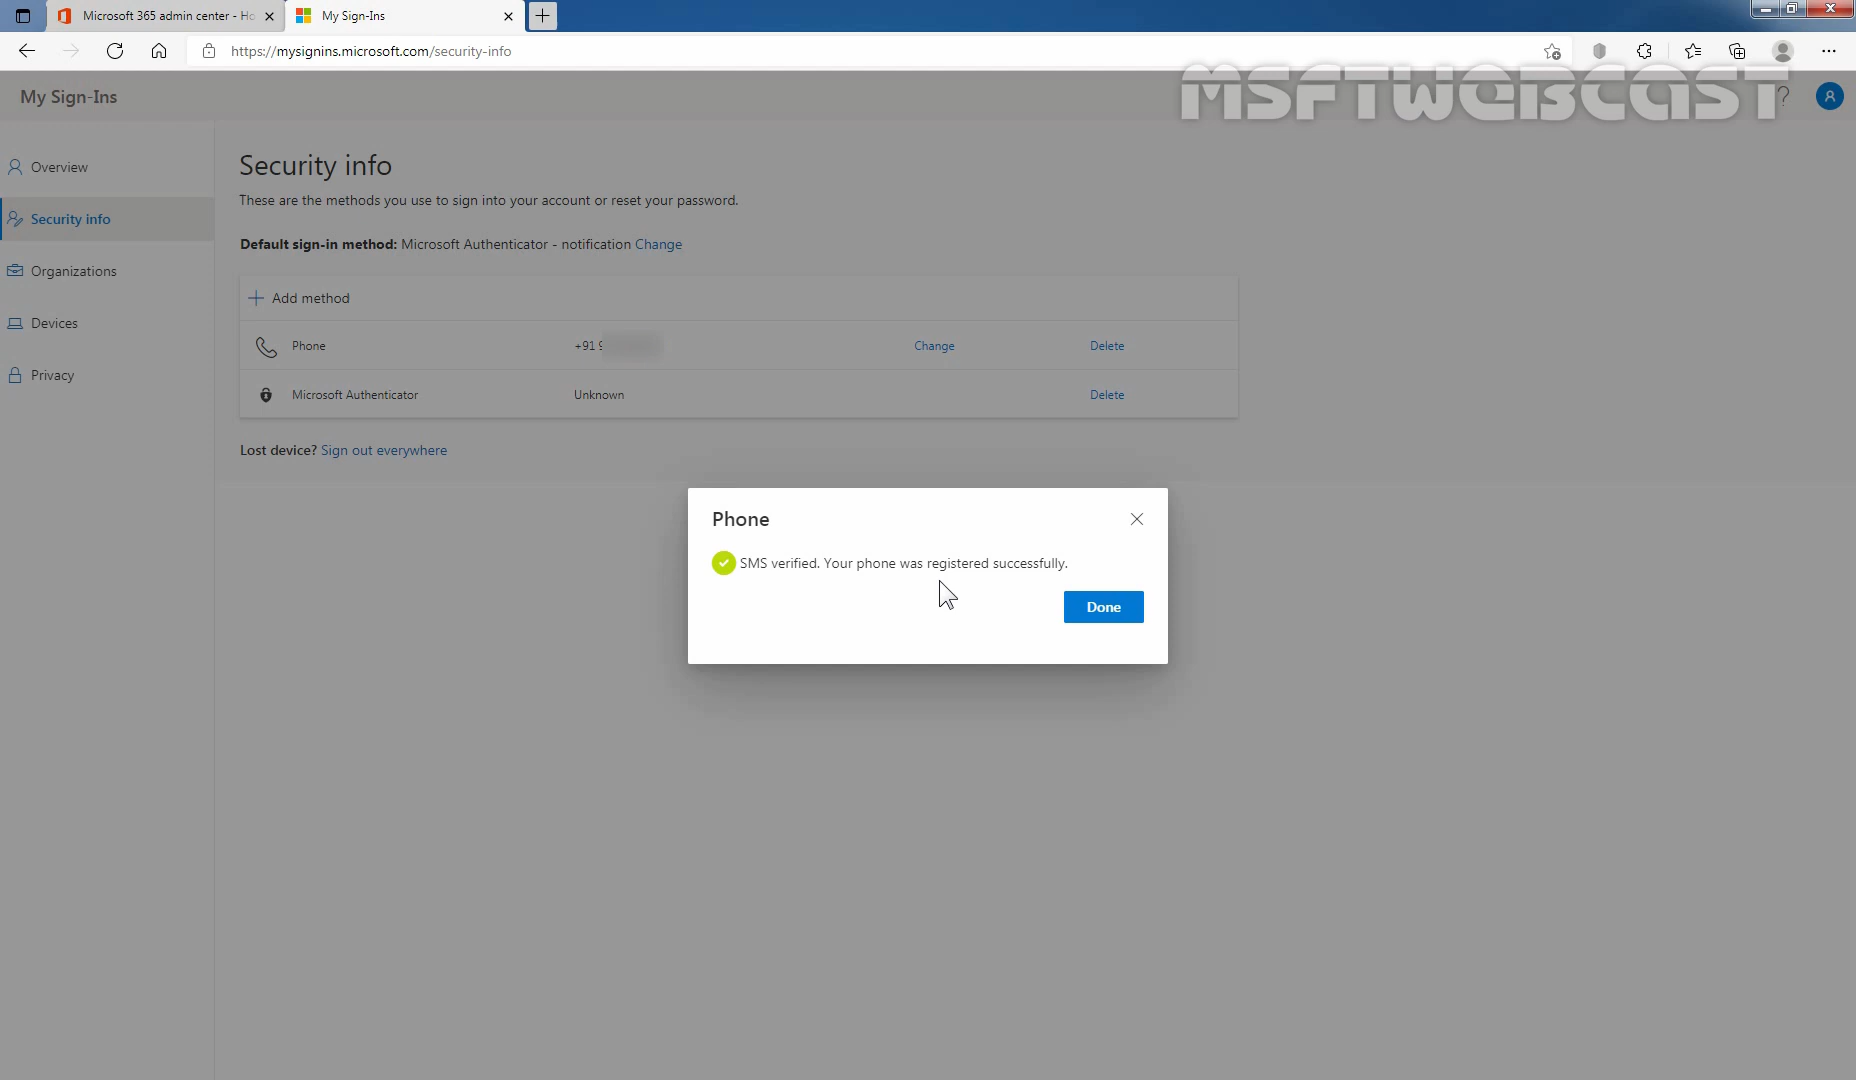 Microsoft 365 admin center - Ho
My Sign-Ins
https://mysignins.microsoft.com/security-info
MSFTWEBCAST
My Sign-Ins
?
Overview
Security info
Organizations
Devices
Privacy
Security info
These are the methods you use to sign into your account or reset your password.
Default sign-in method: Microsoft Authenticator - notification Change
Add method
Phone +91 9 Change Delete
Microsoft Authenticator Unknown Delete
Lost device? Sign out everywhere
Phone
SMS verified. Your phone was registered successfully.
Done